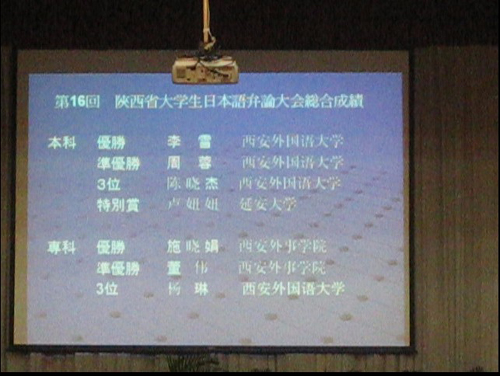 第16回 陝西省大学生日本語弁論大会総合成績
本科 優勝 李 雪 西安外国语大学
準優勝 周 蓉 西安外国语大学
3位 陈晓杰 西安外国语大学
特別賞 卢妞妞 延安大学
専科 優勝 施晓娟 西安外事学院
準優勝 董 伟 西安外事学院
3位 杨 琳 西安外国语大学